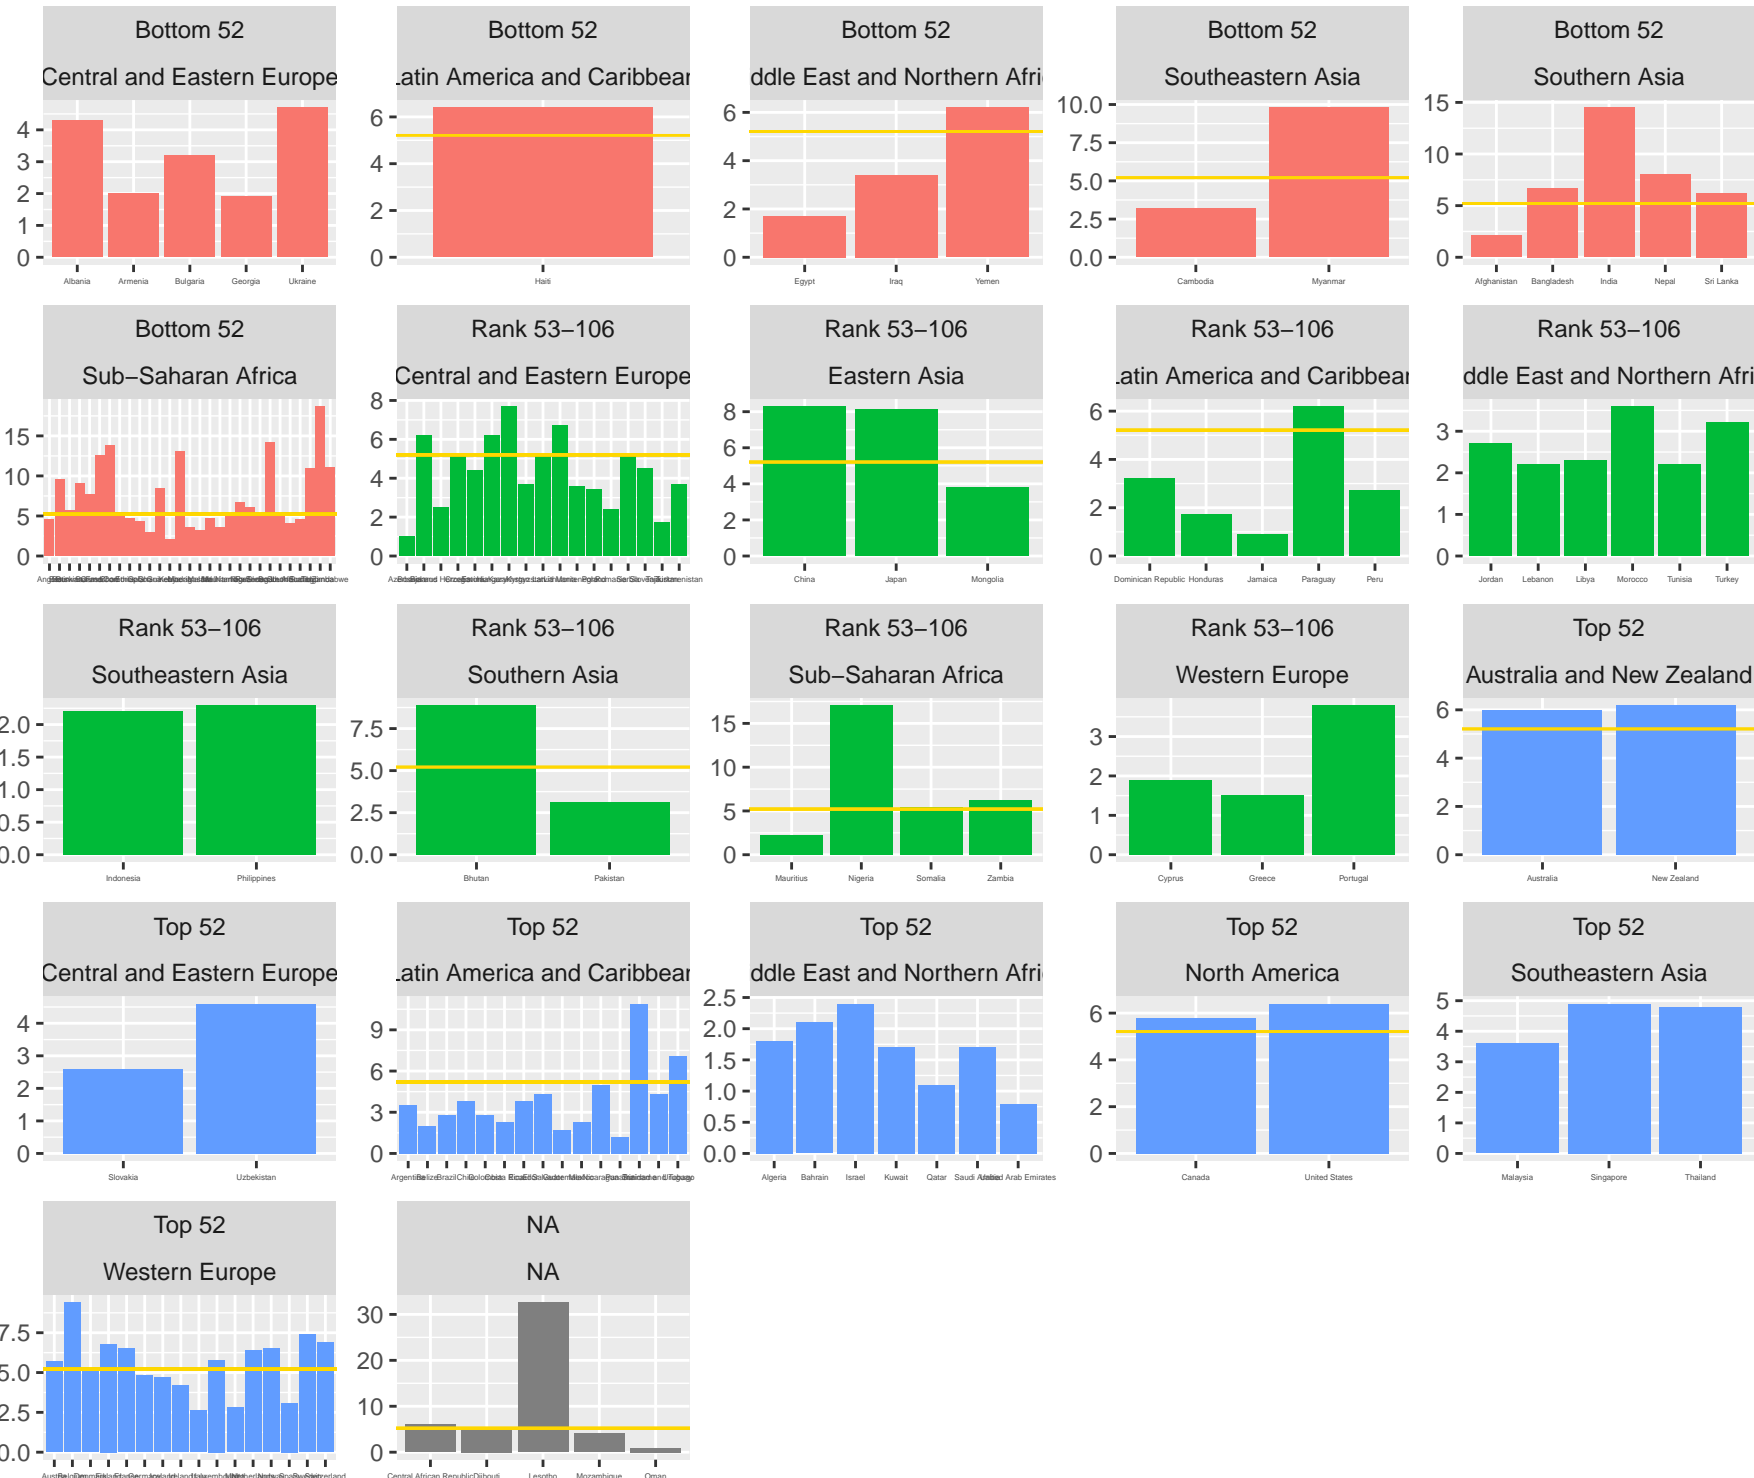 Bottom 52
Central and Eastern Europe
4
3
2
1
0
Albania Armenia Bulgaria Georgia Ukraine
Bottom 52
Latin America and Caribbean
6
4
2
0
Haiti
Bottom 52
ddle East and Northern Afri
6
4
2
0
Egypt Iraq Yemen
Bottom 52
Southeastern Asia
10.0
7.5
5.0
2.5
0.0
Cambodia Myanmar
Bottom 52
Southern Asia
15
10
5
0
Afghanistan Bangladesh India Nepal Sri Lanka
Bottom 52
Sub−Saharan Africa
15
10
5
0
Rank 53−106
Central and Eastern Europe
8
6
4
2
0
Rank 53−106
Eastern Asia
8
6
4
2
0
China Japan Mongolia
Rank 53−106
Latin America and Caribbean
6
4
2
0
Dominican Republic Honduras Jamaica Paraguay Peru
Rank 53−106
ddle East and Northern Afri
3
2
1
0
Jordan Lebanon Libya Morocco Tunisia Turkey
Rank 53−106
Southeastern Asia
2.0
1.5
1.0
0.5
0.0
Indonesia Philippines
Rank 53−106
Southern Asia
7.5
5.0
2.5
0.0
Bhutan Pakistan
Rank 53−106
Sub−Saharan Africa
15
10
5
0
Mauritius Nigeria Somalia Zambia
Rank 53−106
Western Europe
3
2
1
0
Cyprus Greece Portugal
Top 52
Australia and New Zealand
6
4
2
0
Australia New Zealand
Top 52
Central and Eastern Europe
4
3
2
1
0
Slovakia Uzbekistan
Top 52
Latin America and Caribbean
9
6
3
0
Argentina Belize Brazil Chile
Top 52
ddle East and Northern Afri
2.5
2.0
1.5
1.0
0.5
0.0
Algeria Bahrain Israel Kuwait Qatar Saudi Arabia United Arab Emirates
Top 52
North America
6
4
2
0
Canada United States
Top 52
Southeastern Asia
5
4
3
2
1
0
Malaysia Singapore Thailand
Top 52
Western Europe
7.5
5.0
2.5
0.0
NA
NA
30
20
10
0
Central African Republic Djibouti Lesotho Mozambique Oman